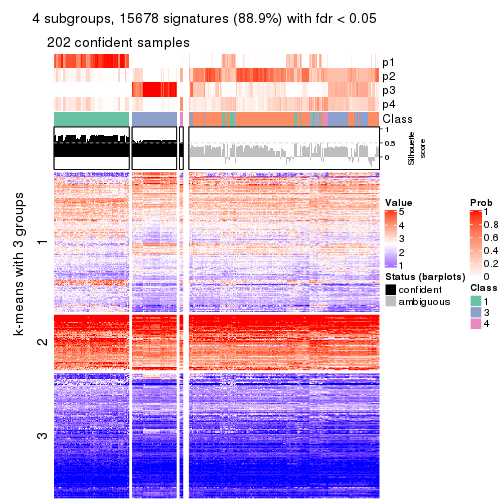 4 subgroups, 15678 signatures (88.9%) with fdr < 0.05
202 confident samples
p1
p2
p3
p4
Class
1
0.5
0
Silhouette
score
k-means with 3 groups
1
2
3
Value
5
4
3
2
1
Status (barplots)
confident
ambiguous
Prob
1
0.8
0.6
0.4
0.2
0
Class
1
3
4